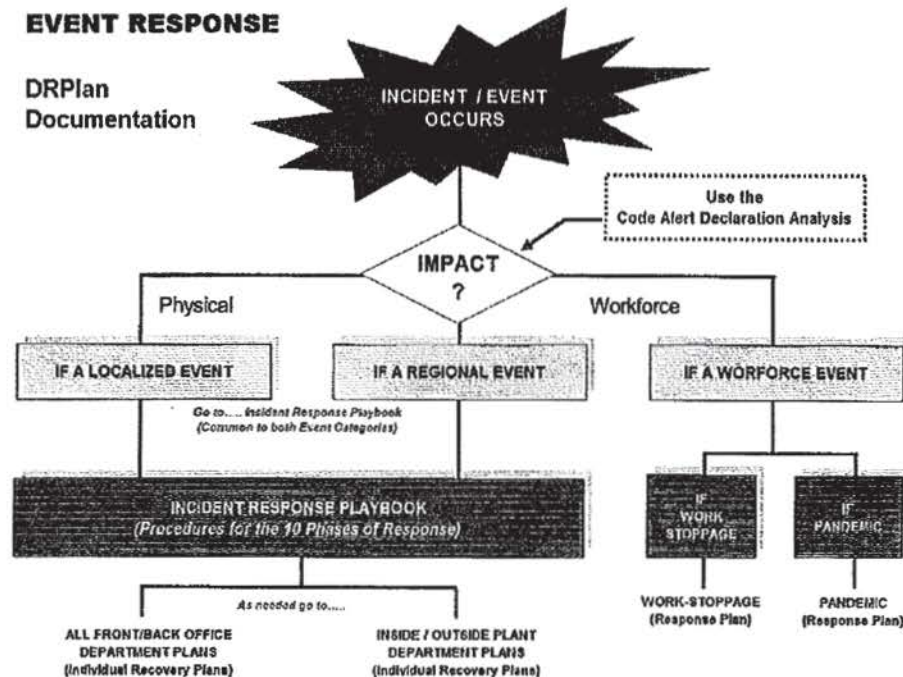 EVENT RESPONSE
DRPlan
Documentation
INCIDENT / EVENT
OCCURS
Use the
Code Alert Declaration Analysis
IMPACT
?
Physical
Workforce
IF A LOCALIZED EVENT
IF A REGIONAL EVENT
IF A WORFORCE EVENT
Go to..... Incident Response Playbook
(Common to both Event Categories)
INCIDENT RESPONSE PLAYBOOK
(Procedures for the 10 Phases of Response)
IF
WORK
STOPPAGE
IF
PANDEMIC
As needed go to.....
ALL FRONT/BACK OFFICE
DEPARTMENT PLANS
(Individual Recovery Plans)
INSIDE / OUTSIDE PLANT
DEPARTMENT PLANS
(Individual Recovery Plans)
WORK-STOPPAGE
(Response Plan)
PANDEMIC
(Response Plan)